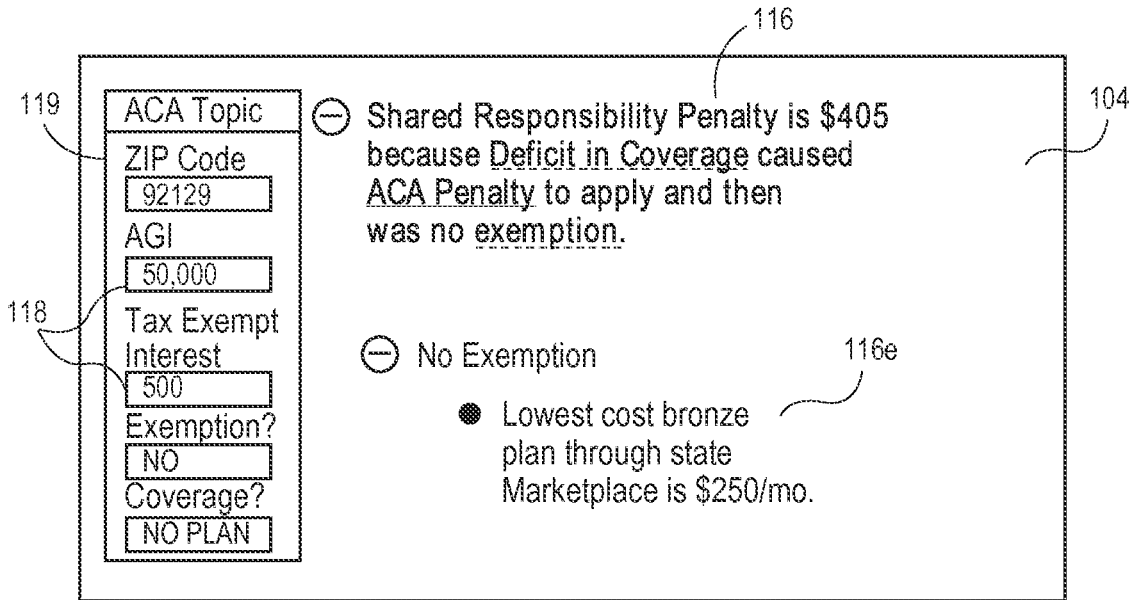 116
104
119
ACA Topic
ZIP Code
92129
AGI
50,000
118
Tax Exempt
Interest
500
Exemption?
NO
Coverage?
NO PLAN
Shared Responsibility Penalty is $405
because Deficit in Coverage caused
ACA Penalty to apply and then
was no exemption.
No Exemption
116e
Lowest cost bronze
plan through state
Marketplace is $250/mo.